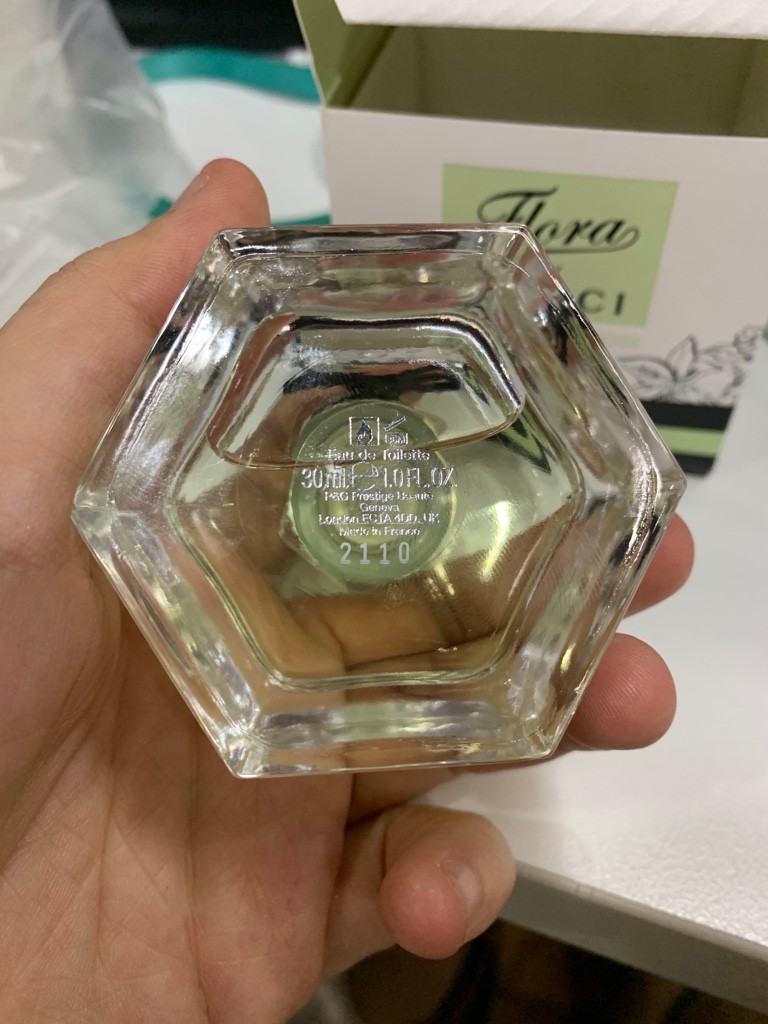 Flora
CI
Eau de Toilette
30ml.℮ 1.0 FL.OZ.
P&G Prestige Beauté
Geneva
London EC1A 4DD, UK
Made in France
2110